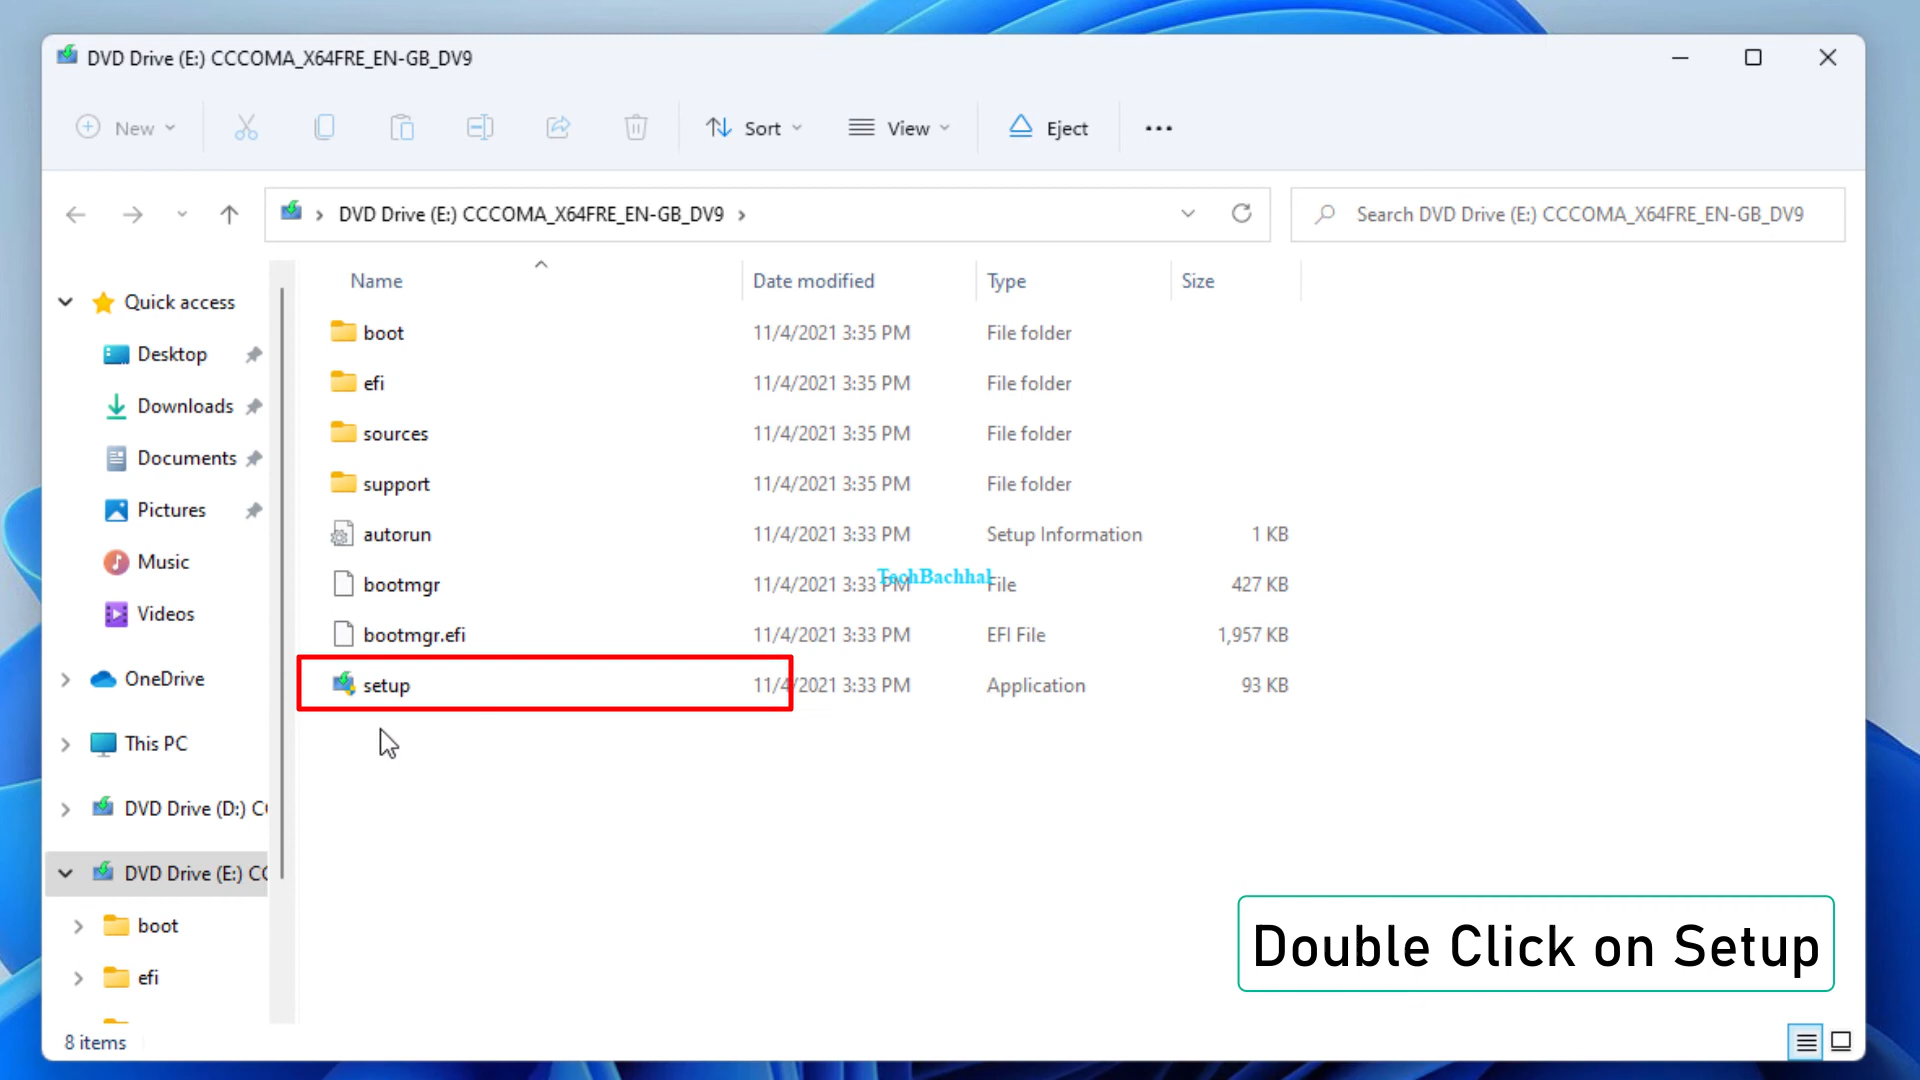 DVD Drive (E:) CCCOMA_X64FRE_EN-GB_DV9
New
Sort
View
Eject
DVD Drive (E:) CCCOMA_X64FRE_EN-GB_DV9
Search DVD Drive (E:) CCCOMA_X64FRE_EN-GB_DV9
Name Date modified Type Size
Quick access
Desktop
Downloads
Documents
Pictures
Music
Videos
OneDrive
This PC
DVD Drive (D:) C
DVD Drive (E:) CC
boot
efi
boot 11/4/2021 3:35 PM File folder
efi 11/4/2021 3:35 PM File folder
sources 11/4/2021 3:35 PM File folder
support 11/4/2021 3:35 PM File folder
autorun 11/4/2021 3:33 PM Setup Information 1 KB
TechBachhal
bootmgr 11/4/2021 3:33 PM File 427 KB
bootmgr.efi 11/4/2021 3:33 PM EFI File 1,957 KB
setup 11/4/2021 3:33 PM Application 93 KB
Double Click on Setup
8 items